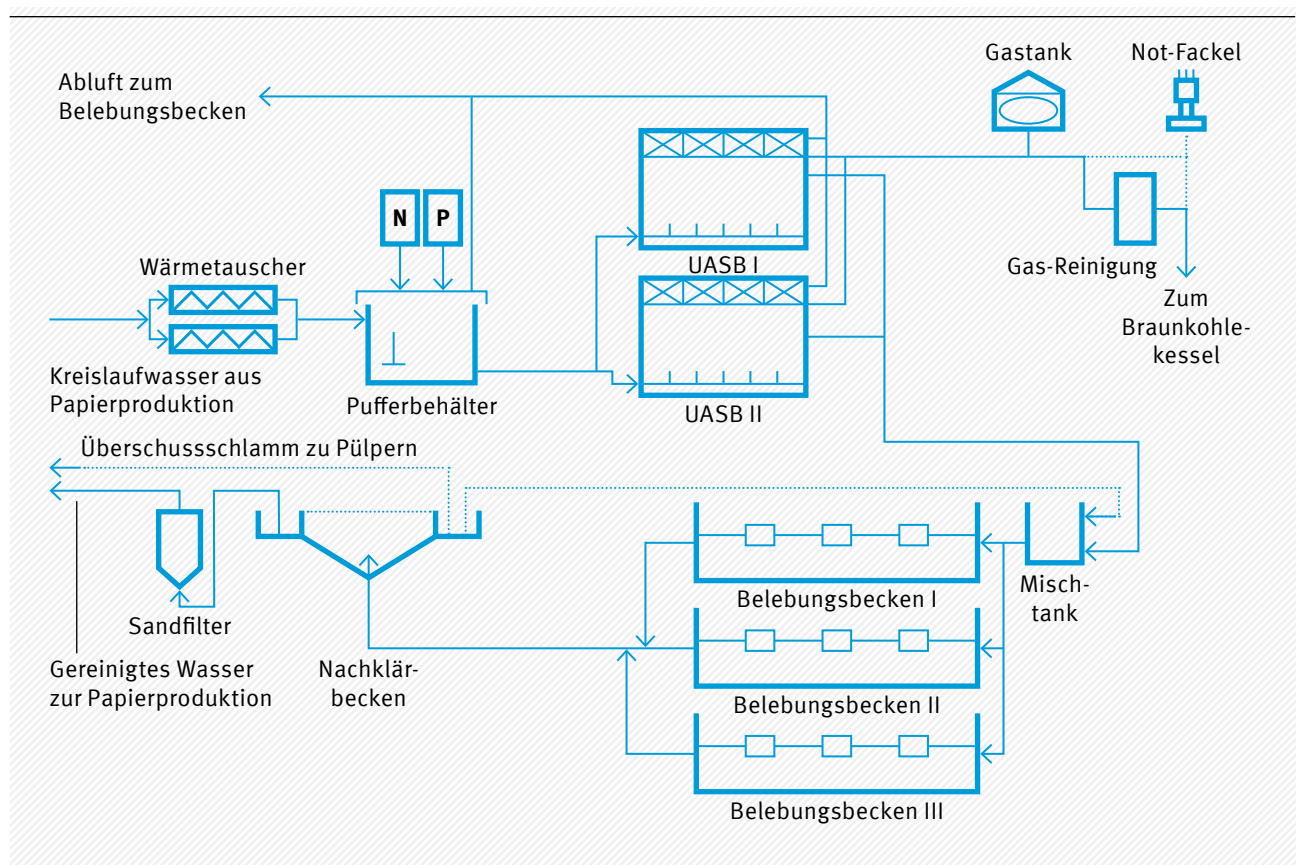 Abluft zum
Belebungsbecken
Gastank
Not-Fackel
N
P
Wärmetauscher
UASB I
Gas-Reinigung
Zum
Braunkohle-
kessel
Kreislaufwasser aus
Papierproduktion
Pufferbehälter
UASB II
Überschussschlamm zu Pülpern
Sandfilter
Gereinigtes Wasser
zur Papierproduktion
Nachklär-
becken
Belebungsbecken I
Misch-
tank
Belebungsbecken II
Belebungsbecken III